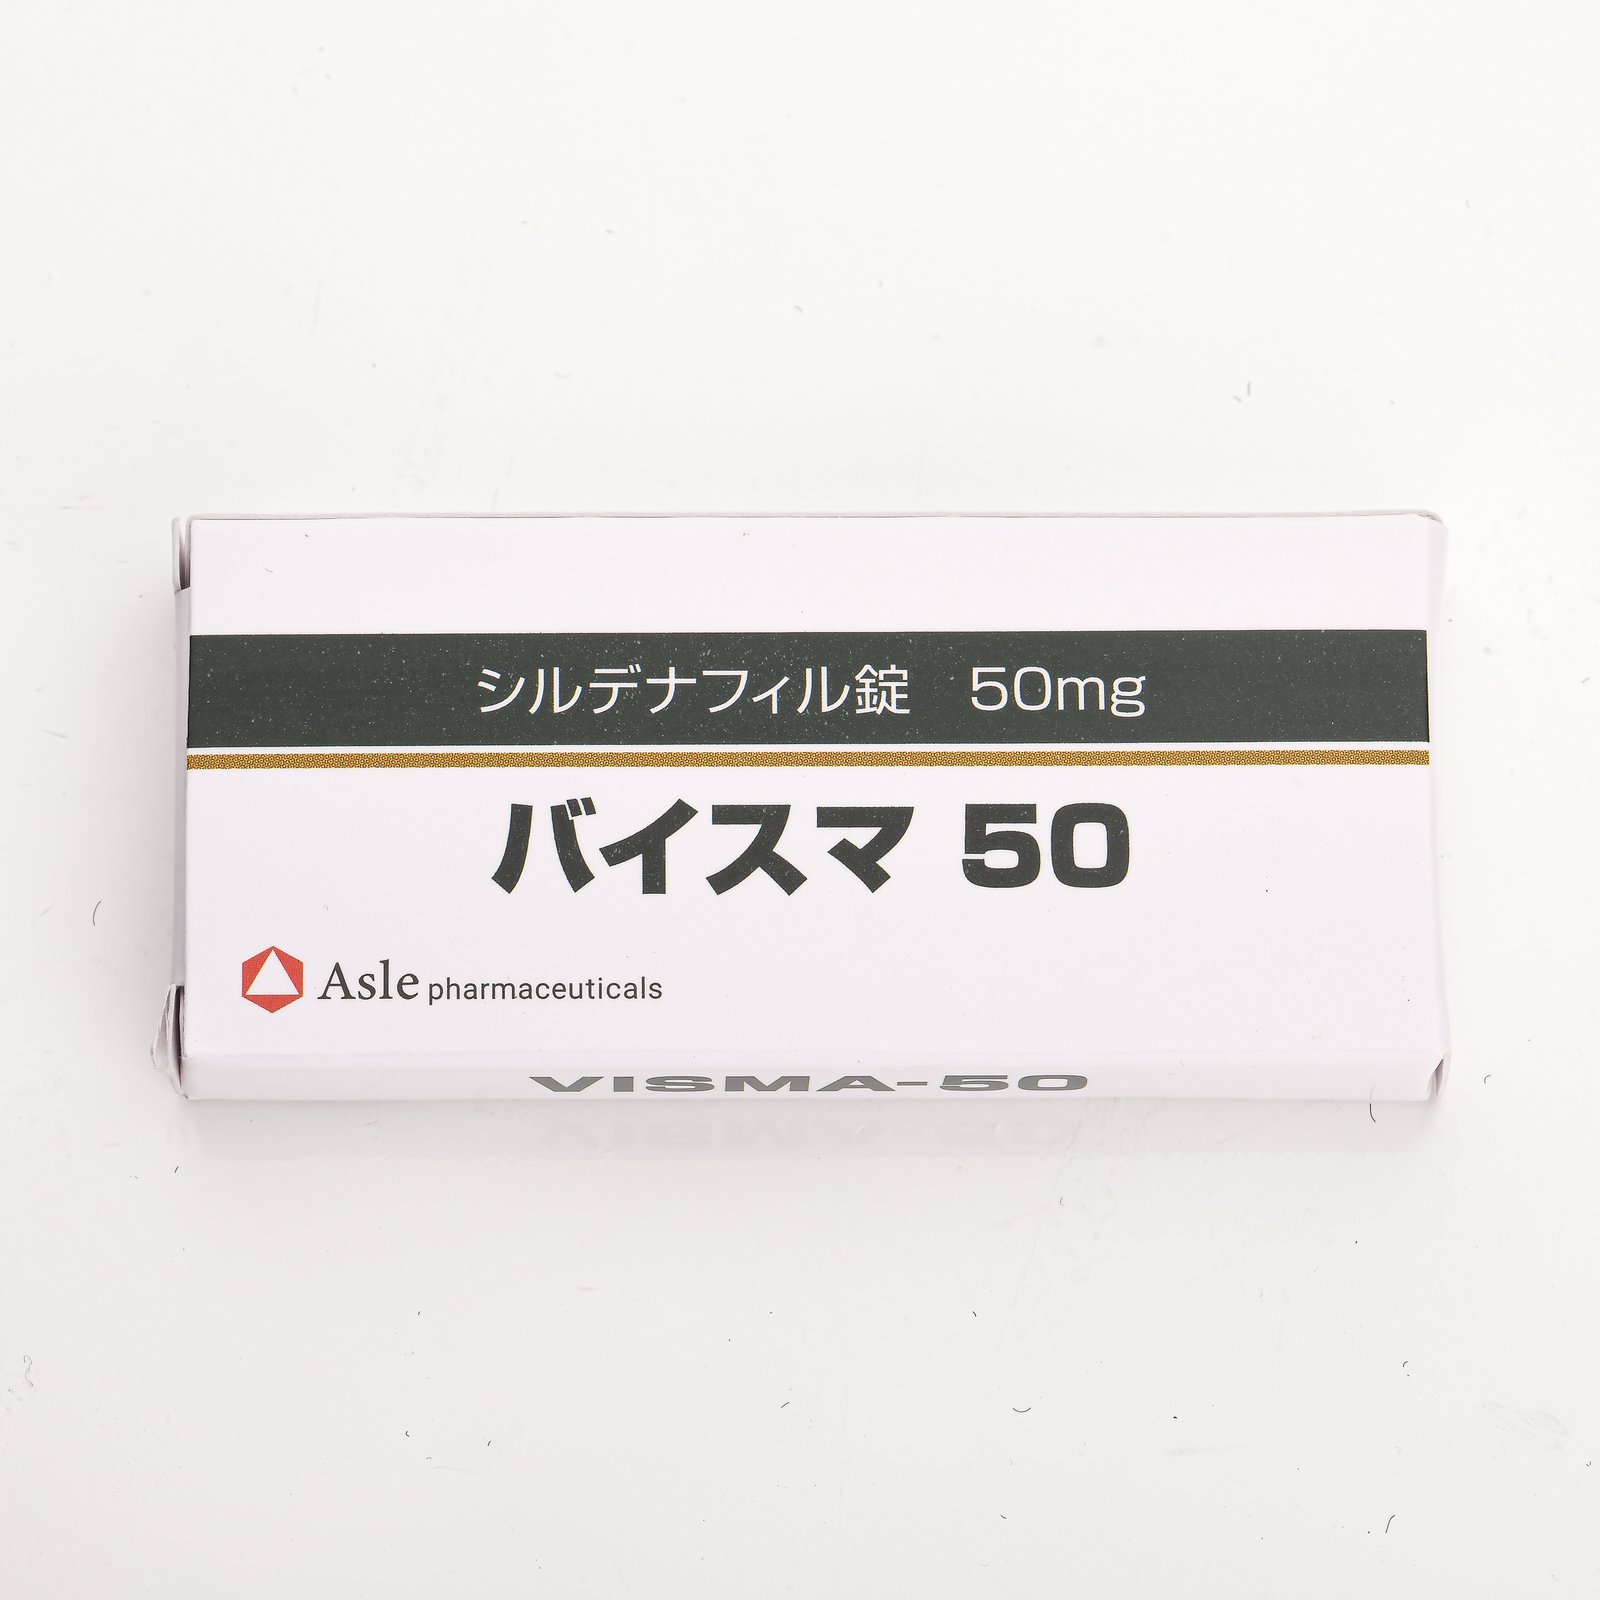 シルデナフィル錠　50mg
バイスマ 50
Asle pharmaceuticals
VISMA-50